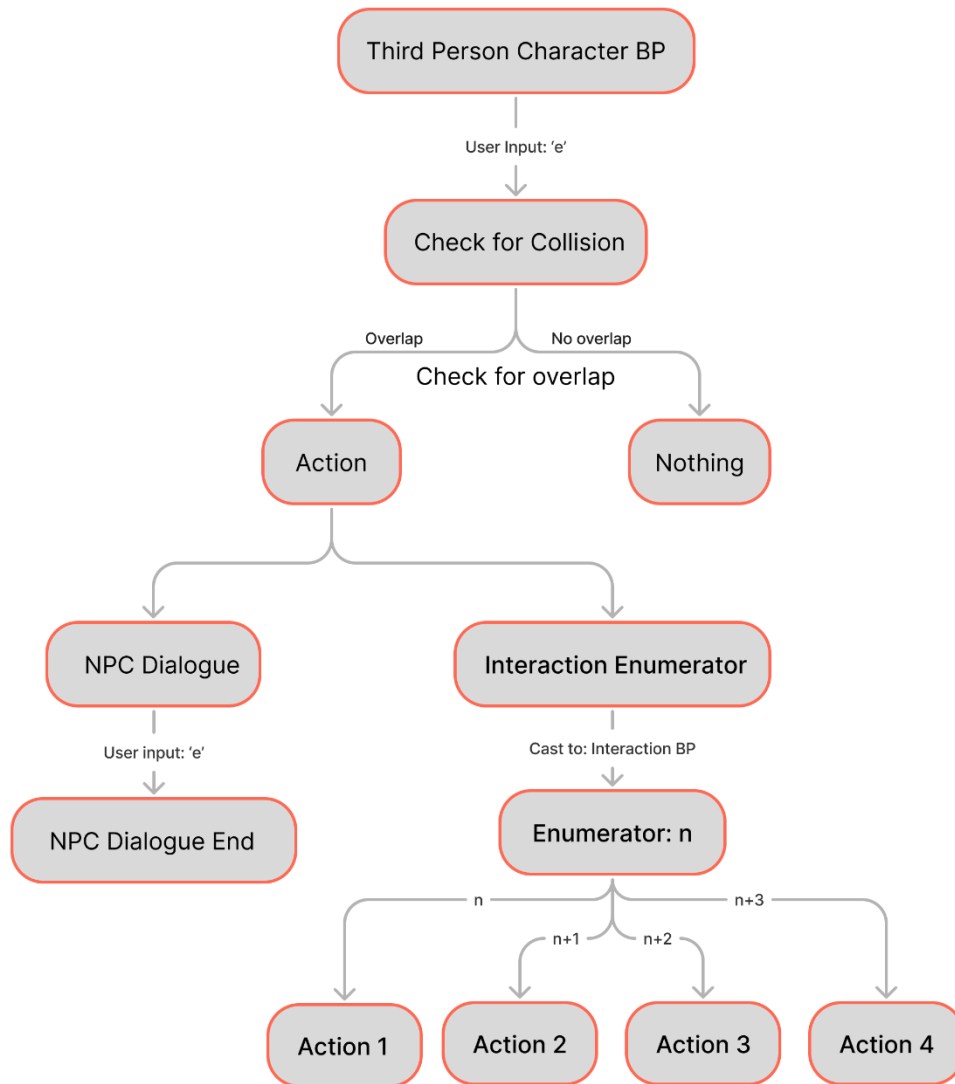 Third Person Character BP
User Input: ‘e’
Check for Collision
Overlap
No overlap
Check for overlap
Action
Nothing
NPC Dialogue
Interaction Enumerator
User input: ‘e’
Cast to: Interaction BP
NPC Dialogue End
Enumerator: n
n
n+3
n+1
n+2
Action 1
Action 2
Action 3
Action 4